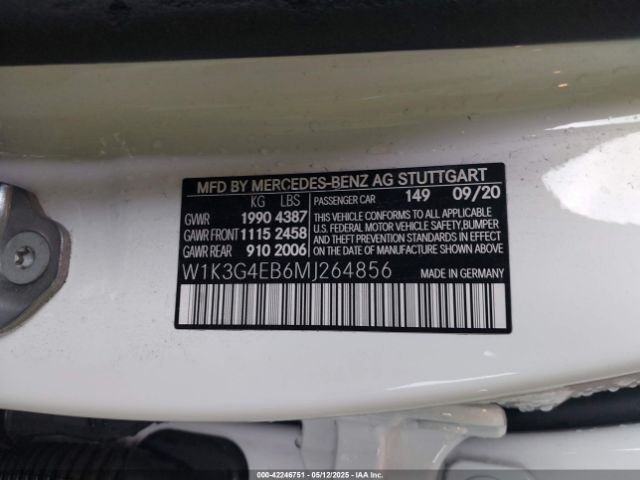 MFD BY MERCEDES-BENZ AG STUTTGART
KG LBS PASSENGER CAR 149 09/20
GVWR 1990 4387 THIS VEHICLE CONFORMS TO ALL APPLICABLE
GAWR FRONT 1115 2458 U.S. FEDERAL MOTOR VEHICLE SAFETY, BUMPER
GAWR REAR 910 2006 AND THEFT PREVENTION STANDARDS IN EFFECT
ON THE DATE OF MANUFACTURE SHOWN ABOVE.
W1K3G4EB6MJ264856 MADE IN GERMANY
000-42246751 - 05/12/2025 - IAAI.COM